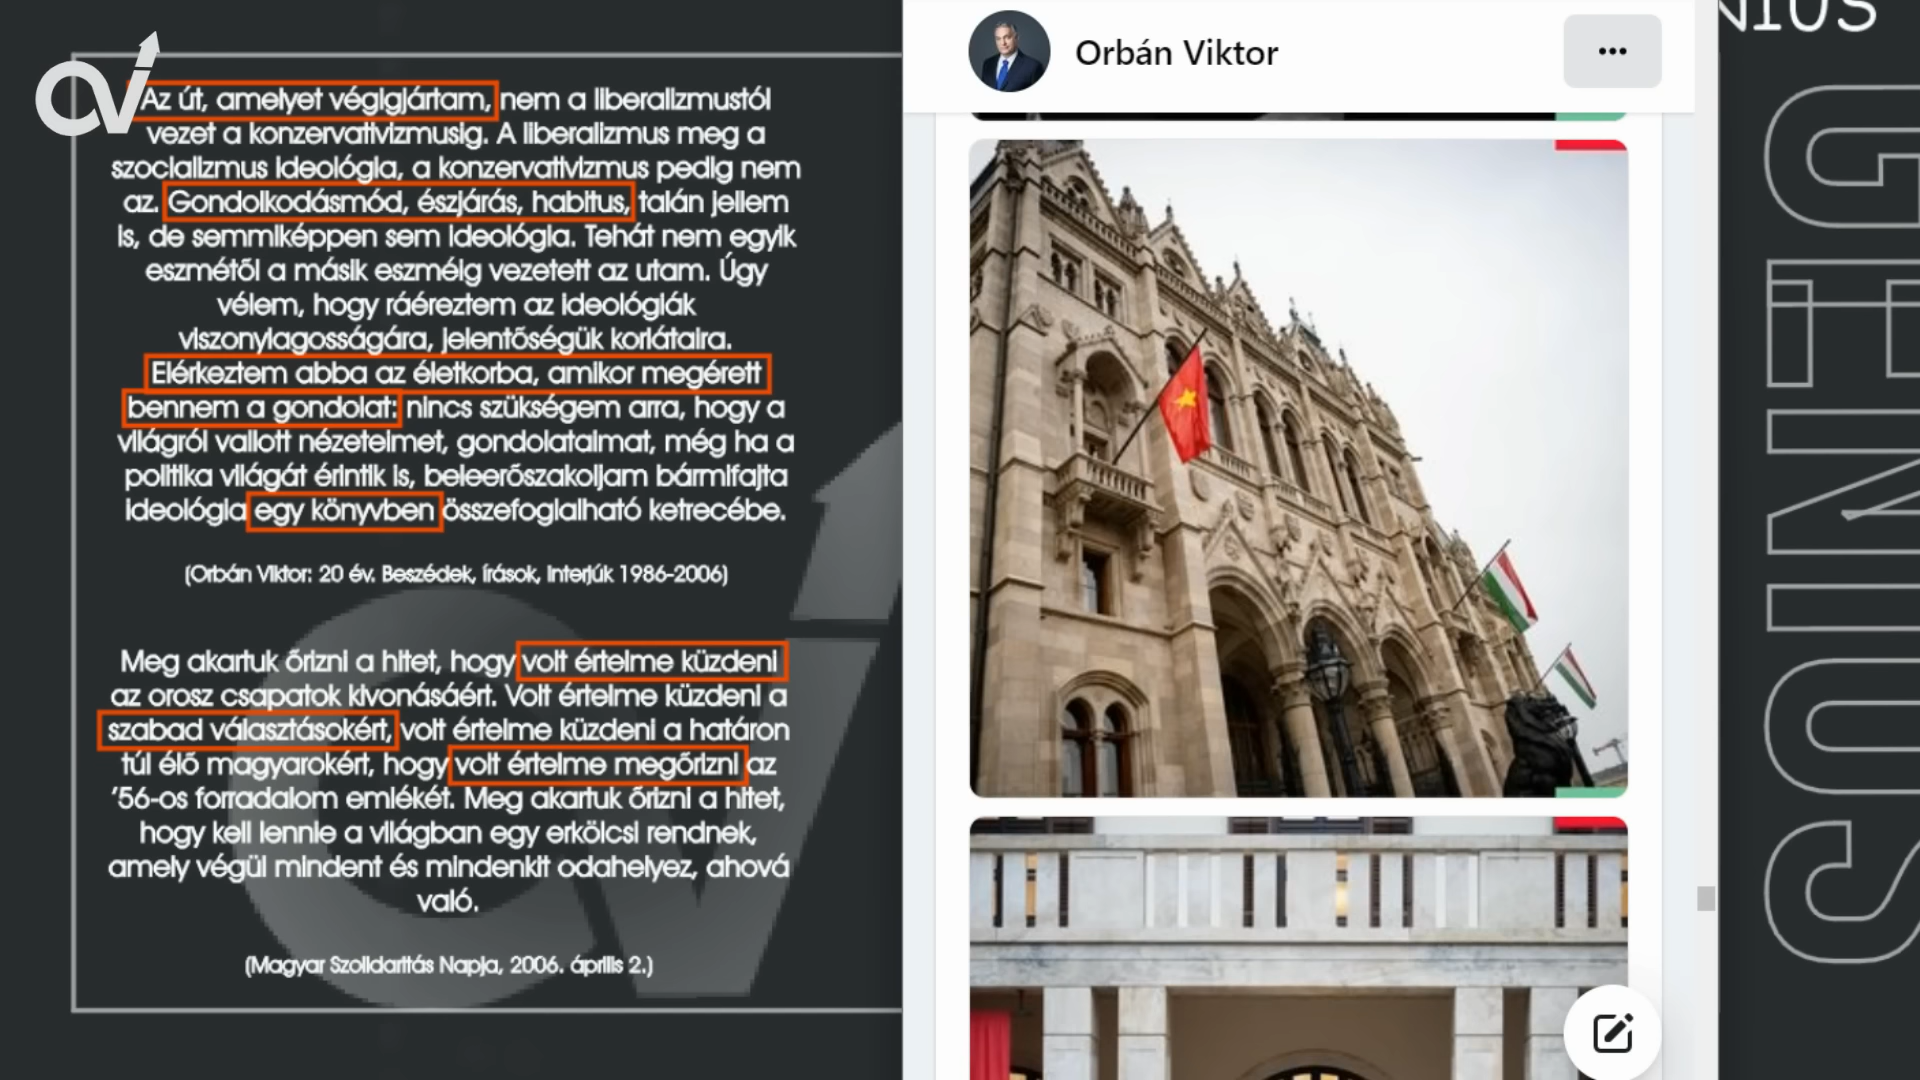 OV
Az út, amelyet végigjártam, nem a liberalizmustól
vezet a konzervativizmusig. A liberalizmus meg a
szocializmus ideológia, a konzervativizmus pedig nem
az. Gondolkodásmód, észjárás, habitus, talán jellem
is, de semmiképpen sem ideológia. Tehát nem egyik
eszmétől a másik eszméig vezetett az utam. Úgy
vélem, hogy ráéreztem az ideológiák
viszonylagosságára, jelentőségük korlátaira.
Elérkeztem abba az életkorba, amikor megérett
bennem a gondolat: nincs szükségem arra, hogy a
világról vallott nézeteimet, gondolataimat, még ha a
politika világát érintik is, beleerőszakoljam bármifajta
ideológia egy könyvben összefoglalható ketrecébe.
(Orbán Viktor: 20 év. Beszédek, írások, interjúk 1986-2006)
Meg akartuk őrizni a hitet, hogy volt értelme küzdeni
az orosz csapatok kivonásáért. Volt értelme küzdeni a
szabad választásokért, volt értelme küzdeni a határon
túl élő magyarokért, hogy volt értelme megőrizni az
'56-os forradalom emlékét. Meg akartuk őrizni a hitet,
hogy kell lennie a világban egy erkölcsi rendnek,
amely végül mindent és mindenkit odahelyez, ahová
való.
(Magyar Szolidaritás Napja, 2006. április 2.)
Orbán Viktor
NIUS
GENIUS